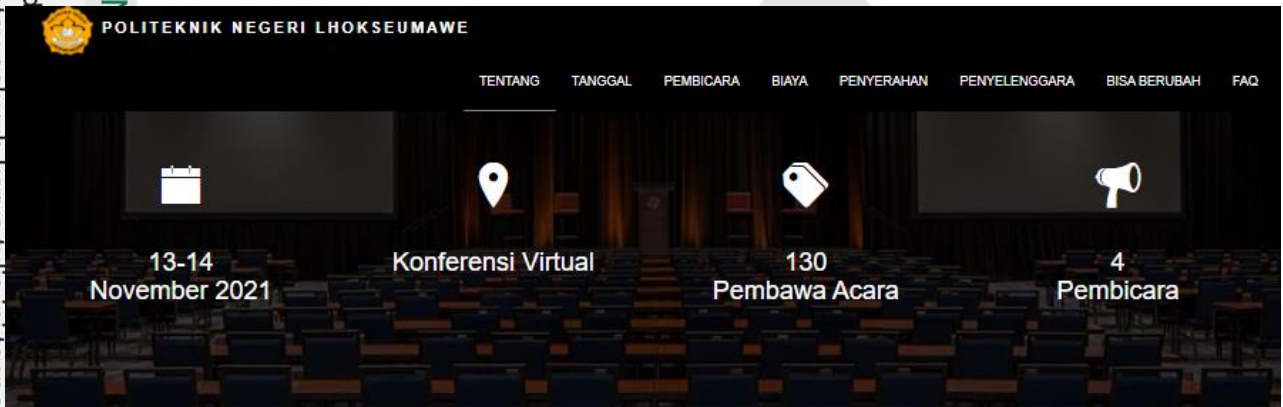 POLITEKNIK NEGERI LHOKSEUMAWE
TENTANG TANGGAL PEMBICARA BIAYA PENYERAHAN PENYELENGGARA BISA BERUBAH FAQ
13-14
November 2021
Konferensi Virtual
130
Pembawa Acara
4
Pembicara